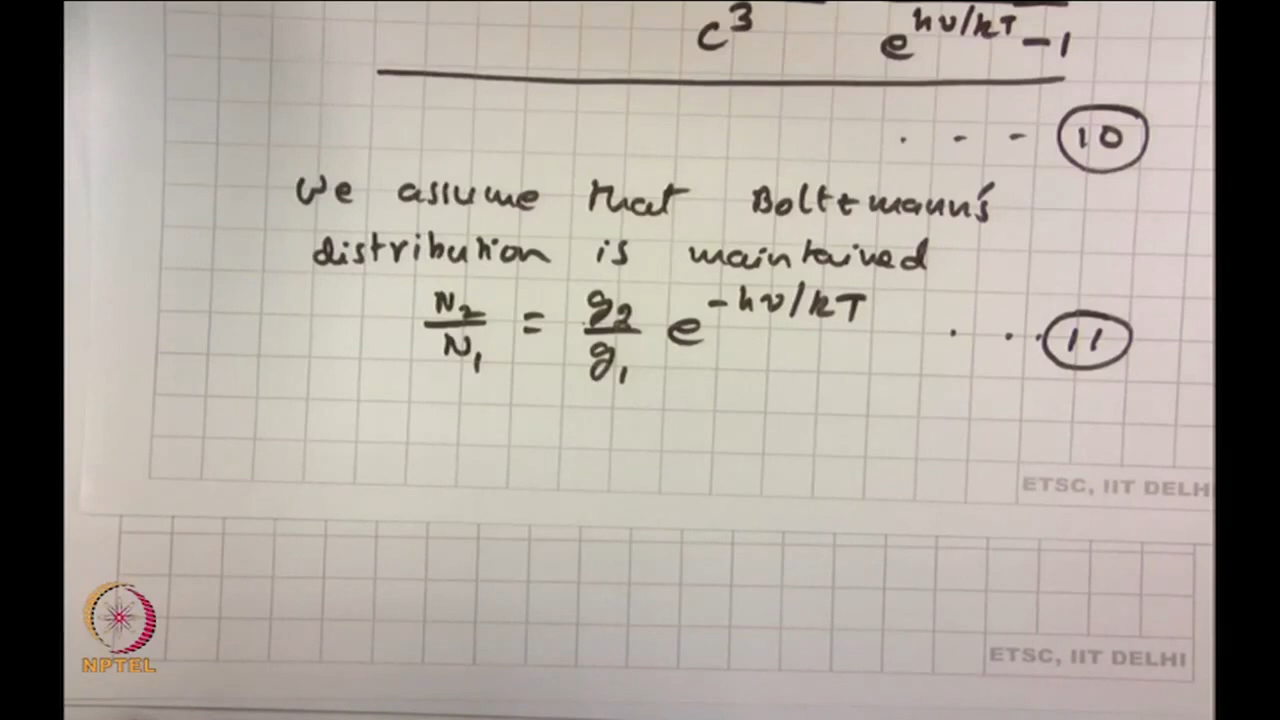 c³ e^hν/kT - 1
. - - 10
We assume that Boltzmann's
distribution is maintained
N₂/N₁ = g₂/g₁ e^-hν/kT . . . 11
ETSC, IIT DELH
ETSC, IIT DELHI
NPTEL